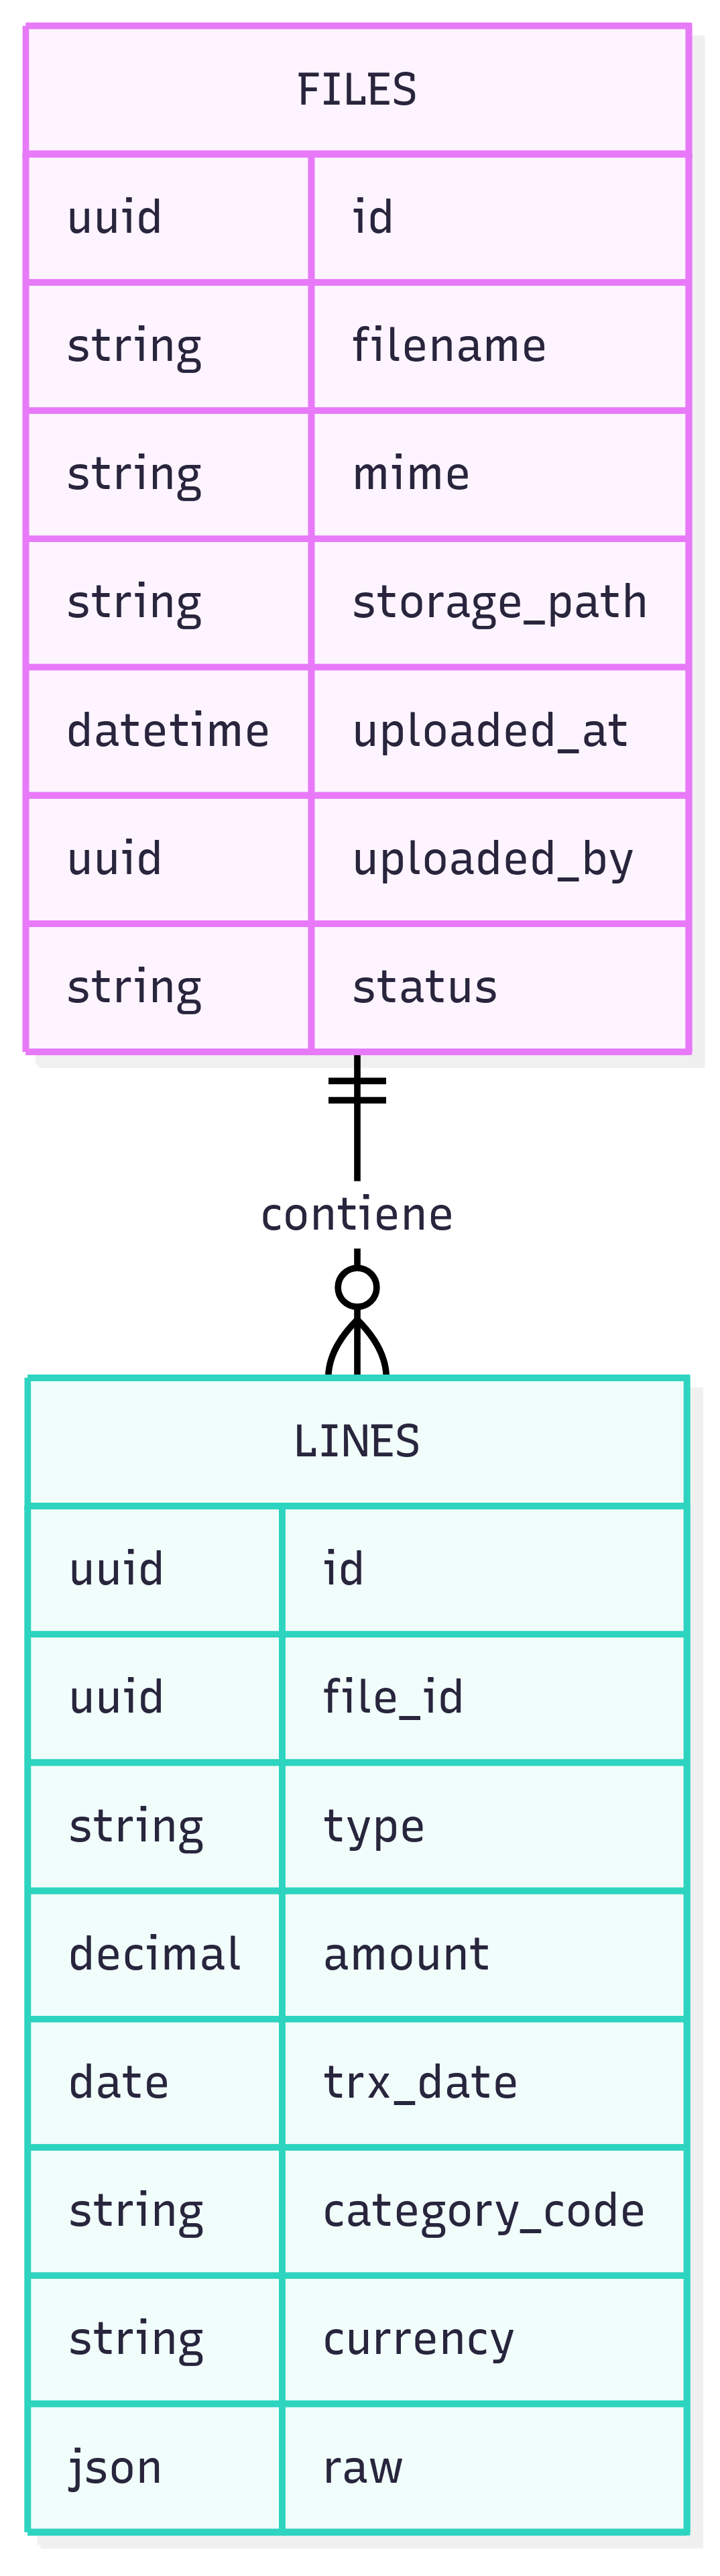 FILES
uuid id
string filename
string mime
string storage_path
datetime uploaded_at
uuid uploaded_by
string status
contiene
LINES
uuid id
uuid file_id
string type
decimal amount
date trx_date
string category_code
string currency
json raw